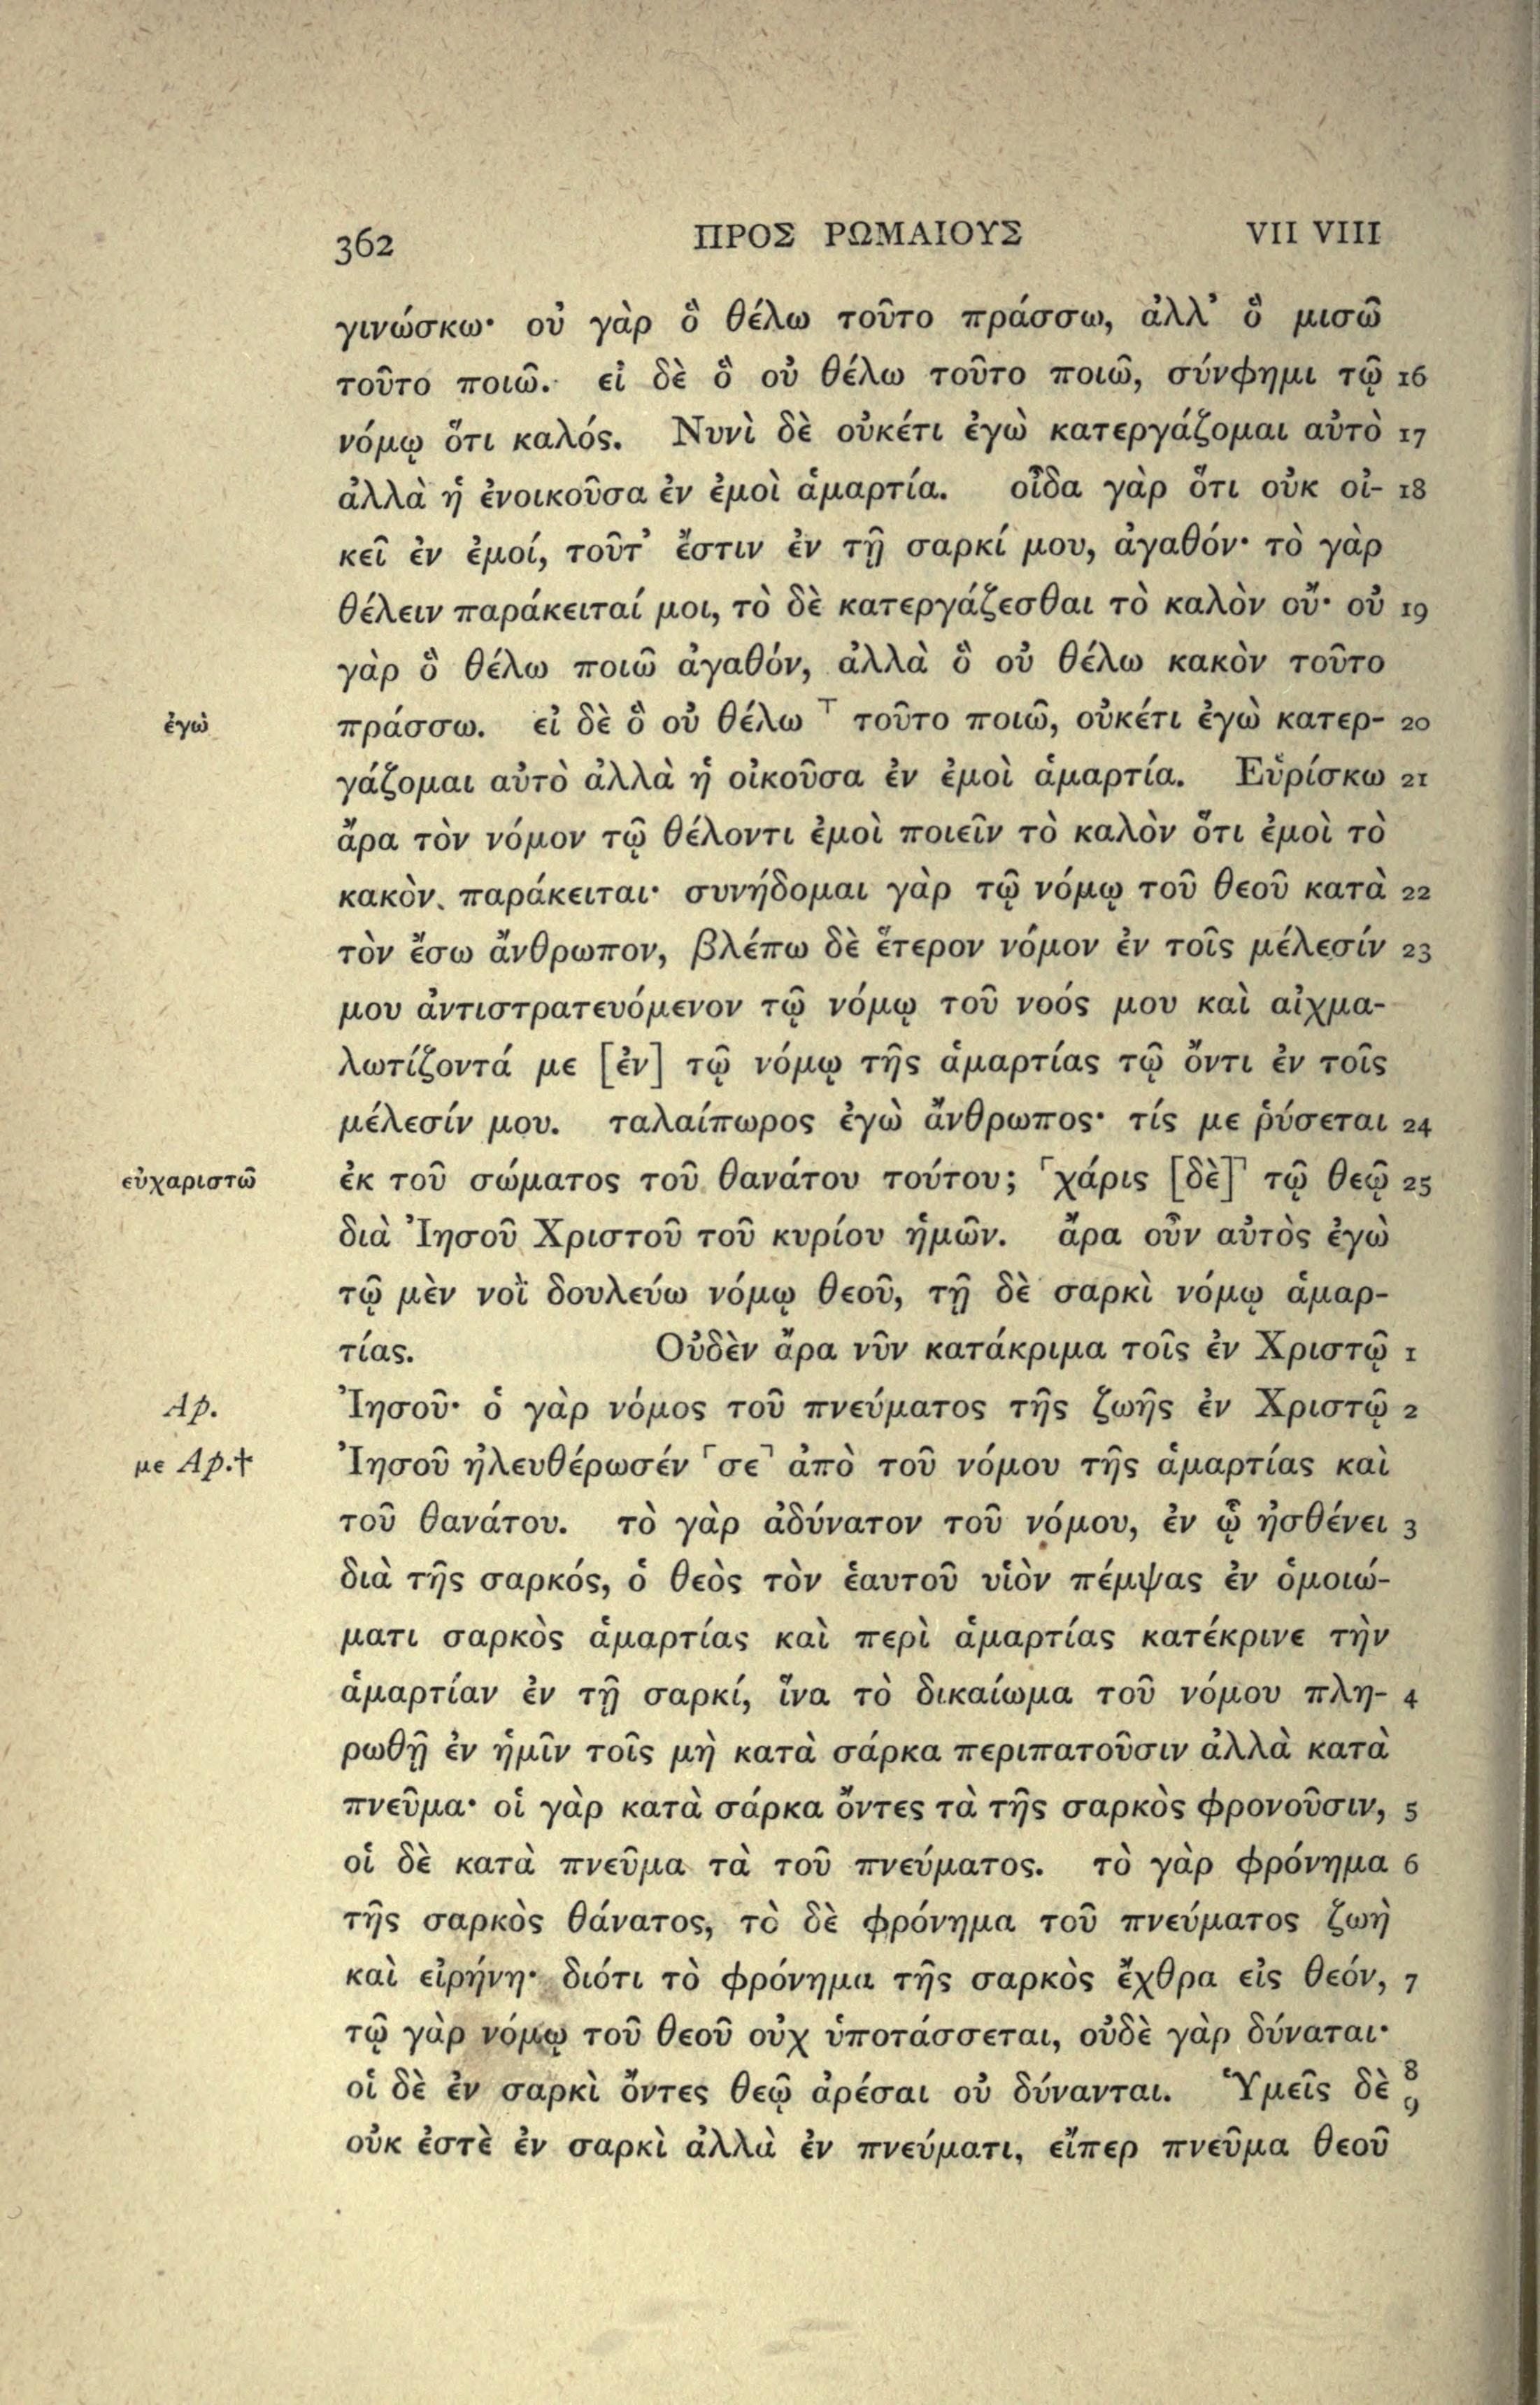 362 ΠΡΟΣ ΡΩΜΑΙΟΥΣ VII VIII
γινώσκω· οὐ γὰρ ὃ θέλω τοῦτο πράσσω, ἀλλ’ ὃ μισῶ
τοῦτο ποιῶ. εἰ δὲ ὃ οὐ θέλω τοῦτο ποιῶ, σύνφημι τῷ 16
νόμῳ ὅτι καλός. Νυνὶ δὲ οὐκέτι ἐγὼ κατεργάζομαι αὐτὸ 17
ἀλλὰ ἡ ἐνοικοῦσα ἐν ἐμοὶ ἁμαρτία. οἶδα γὰρ ὅτι οὐκ οἰ- 18
κεῖ ἐν ἐμοί, τοῦτ’ ἔστιν ἐν τῇ σαρκί μου, ἀγαθόν· τὸ γὰρ
θέλειν παράκειταί μοι, τὸ δὲ κατεργάζεσθαι τὸ καλὸν οὔ· οὐ 19
γὰρ ὃ θέλω ποιῶ ἀγαθόν, ἀλλὰ ὃ οὐ θέλω κακὸν τοῦτο
ἐγὼ πράσσω. εἰ δὲ ὃ οὐ θέλω ⸆ τοῦτο ποιῶ, οὐκέτι ἐγὼ κατερ- 20
γάζομαι αὐτὸ ἀλλὰ ἡ οἰκοῦσα ἐν ἐμοὶ ἁμαρτία. Εὑρίσκω 21
ἄρα τὸν νόμον τῷ θέλοντι ἐμοὶ ποιεῖν τὸ καλὸν ὅτι ἐμοὶ τὸ
κακὸν παράκειται· συνήδομαι γὰρ τῷ νόμῳ τοῦ θεοῦ κατὰ 22
τὸν ἔσω ἄνθρωπον, βλέπω δὲ ἕτερον νόμον ἐν τοῖς μέλεσίν 23
μου ἀντιστρατευόμενον τῷ νόμῳ τοῦ νοός μου καὶ αἰχμα-
λωτίζοντά με [ἐν] τῷ νόμῳ τῆς ἁμαρτίας τῷ ὄντι ἐν τοῖς
μέλεσίν μου. ταλαίπωρος ἐγὼ ἄνθρωπος· τίς με ῥύσεται 24
εὐχαριστῶ ἐκ τοῦ σώματος τοῦ θανάτου τούτου; ⸢χάρις [δὲ]⸣ τῷ θεῷ 25
διὰ Ἰησοῦ Χριστοῦ τοῦ κυρίου ἡμῶν. ἄρα οὖν αὐτὸς ἐγὼ
τῷ μὲν νοῒ δουλεύω νόμῳ θεοῦ, τῇ δὲ σαρκὶ νόμῳ ἁμαρ-
τίας. Οὐδὲν ἄρα νῦν κατάκριμα τοῖς ἐν Χριστῷ 1
Ap. Ἰησοῦ· ὁ γὰρ νόμος τοῦ πνεύματος τῆς ζωῆς ἐν Χριστῷ 2
με Ap.† Ἰησοῦ ἠλευθέρωσέν ⸢σε⸣ ἀπὸ τοῦ νόμου τῆς ἁμαρτίας καὶ
τοῦ θανάτου. τὸ γὰρ ἀδύνατον τοῦ νόμου, ἐν ᾧ ἠσθένει 3
διὰ τῆς σαρκός, ὁ θεὸς τὸν ἑαυτοῦ υἱὸν πέμψας ἐν ὁμοιώ-
ματι σαρκὸς ἁμαρτίας καὶ περὶ ἁμαρτίας κατέκρινε τὴν
ἁμαρτίαν ἐν τῇ σαρκί, ἵνα τὸ δικαίωμα τοῦ νόμου πλη- 4
ρωθῇ ἐν ἡμῖν τοῖς μὴ κατὰ σάρκα περιπατοῦσιν ἀλλὰ κατὰ
πνεῦμα· οἱ γὰρ κατὰ σάρκα ὄντες τὰ τῆς σαρκὸς φρονοῦσιν, 5
οἱ δὲ κατὰ πνεῦμα τὰ τοῦ πνεύματος. τὸ γὰρ φρόνημα 6
τῆς σαρκὸς θάνατος, τὸ δὲ φρόνημα τοῦ πνεύματος ζωὴ
καὶ εἰρήνη· διότι τὸ φρόνημα τῆς σαρκὸς ἔχθρα εἰς θεόν, 7
τῷ γὰρ νόμῳ τοῦ θεοῦ οὐχ ὑποτάσσεται, οὐδὲ γὰρ δύναται·
οἱ δὲ ἐν σαρκὶ ὄντες θεῷ ἀρέσαι οὐ δύνανται. Ὑμεῖς δὲ 8 9
οὐκ ἐστὲ ἐν σαρκὶ ἀλλὰ ἐν πνεύματι, εἴπερ πνεῦμα θεοῦ